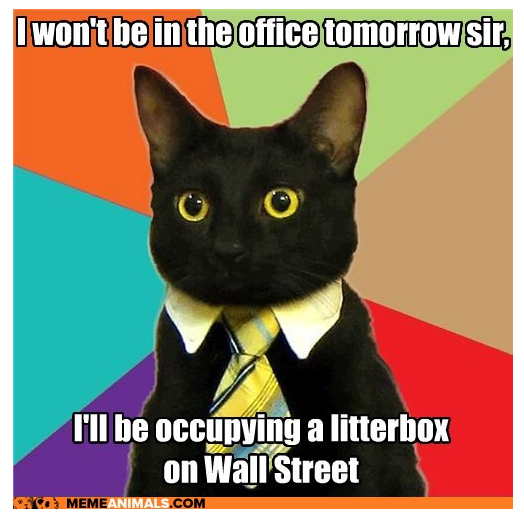 I won't be in the office tomorrow sir,
I'll be occupying a litterbox
on Wall Street
MEMEANIMALS.COM